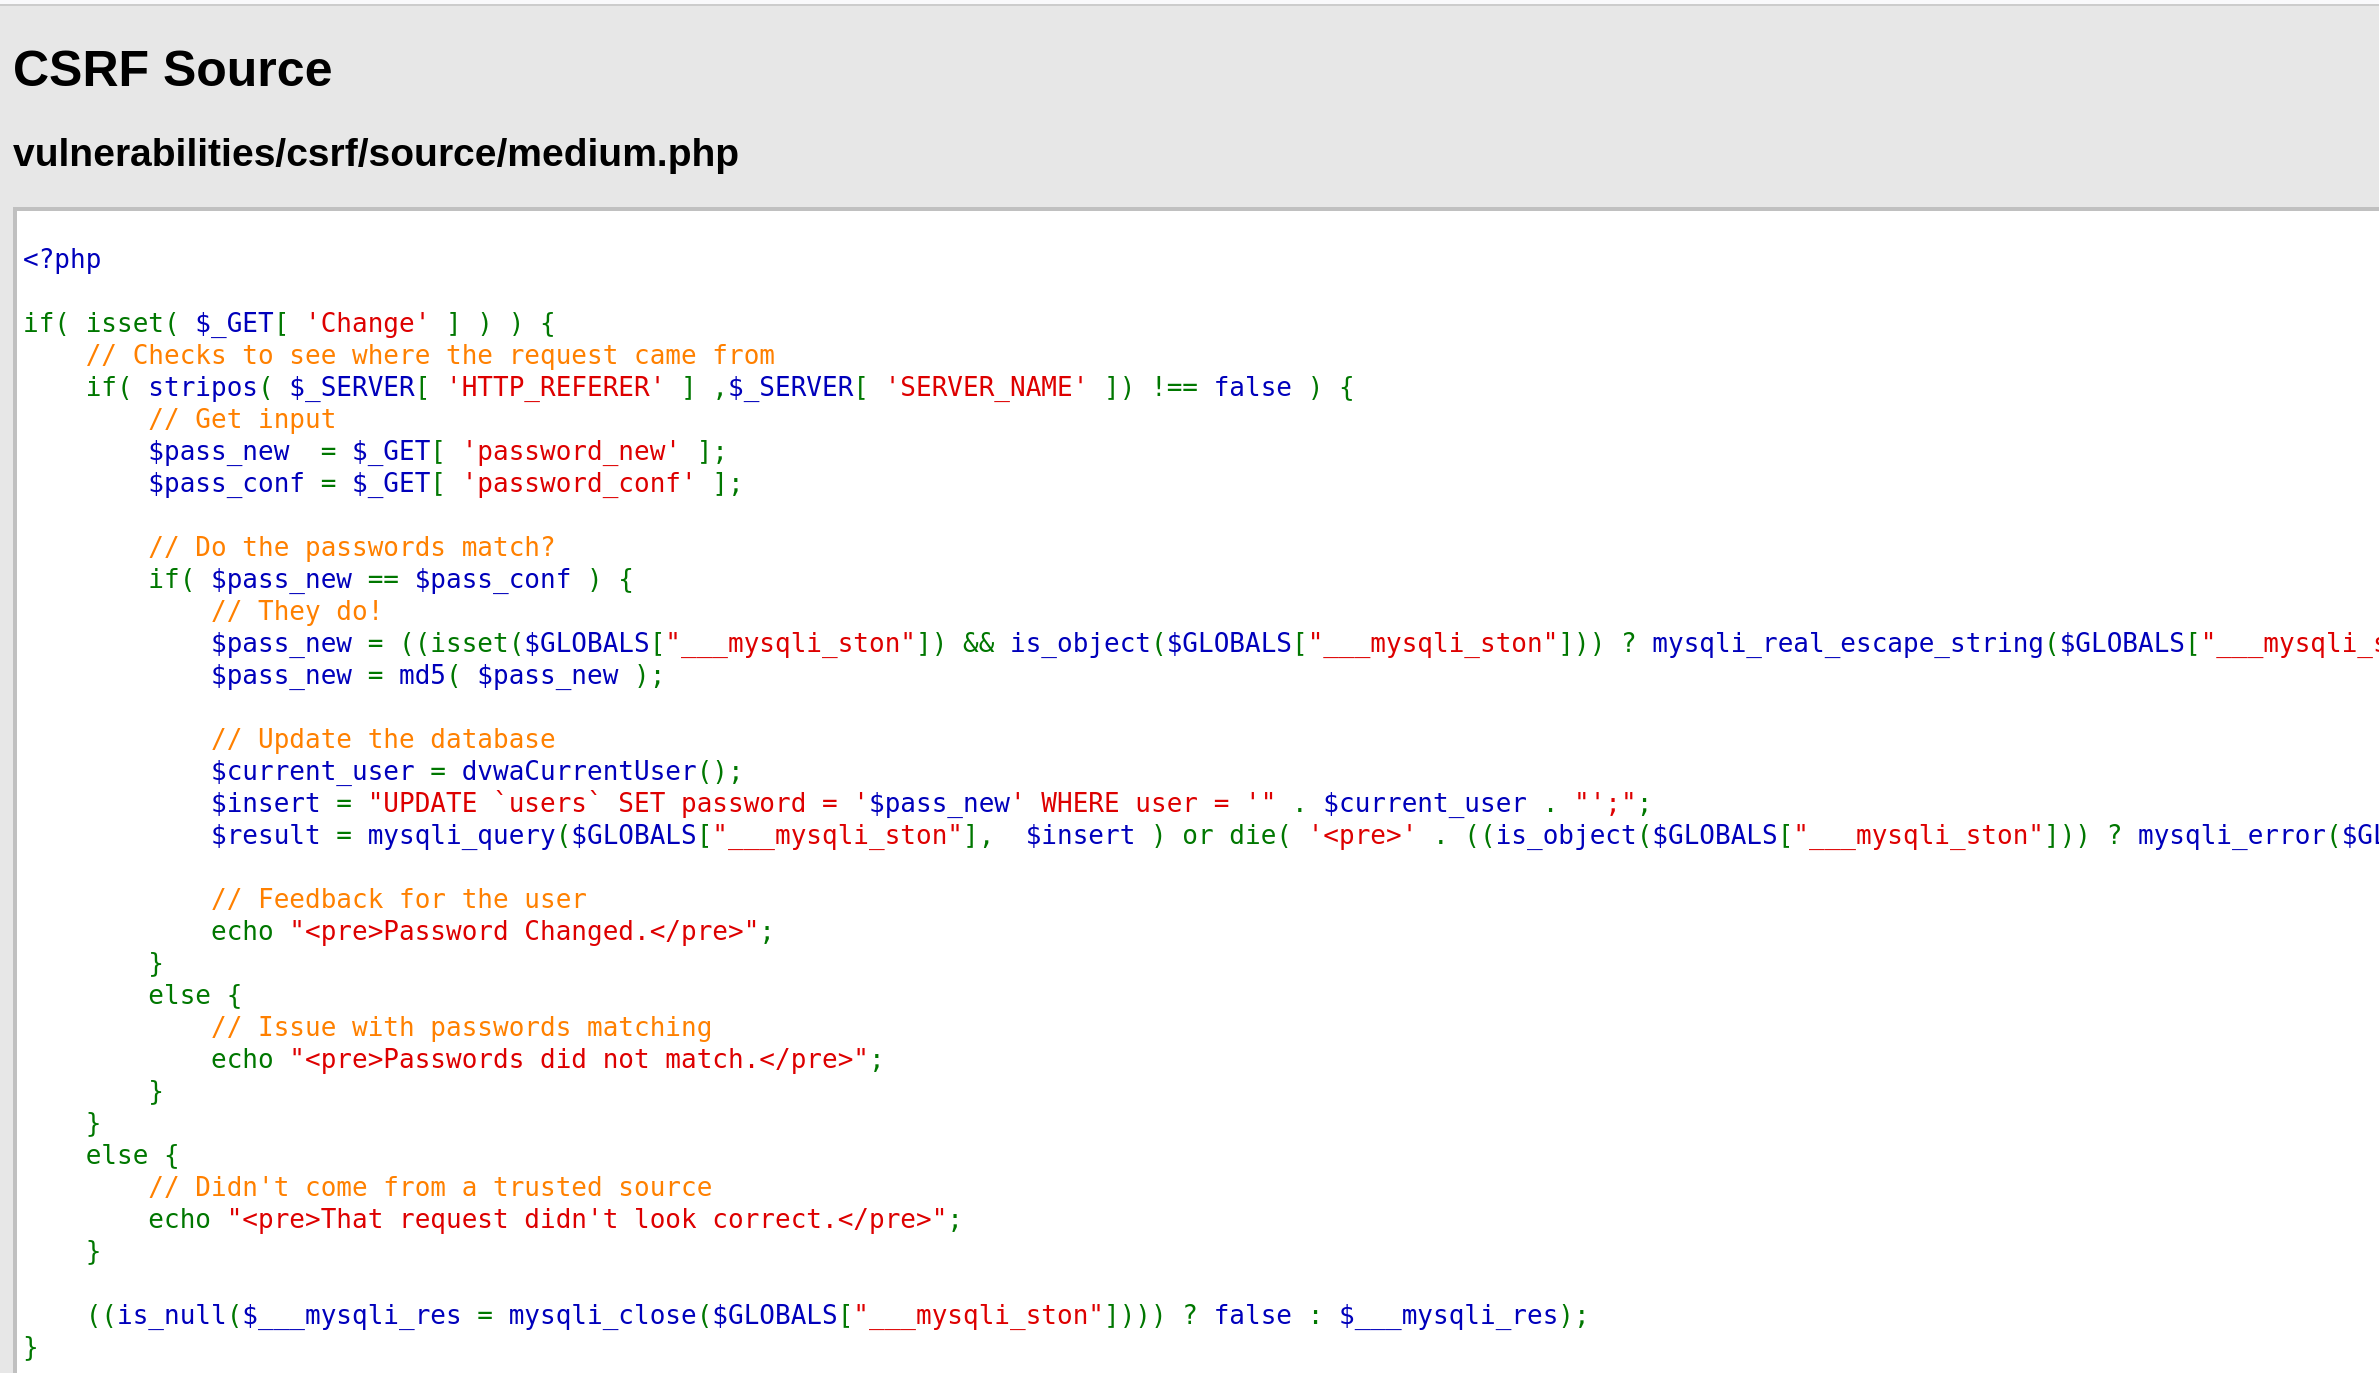 CSRF Source
vulnerabilities/csrf/source/medium.php
<?php
if( isset( $_GET[ 'Change' ] ) ) {
    // Checks to see where the request came from
    if( stripos( $_SERVER[ 'HTTP_REFERER' ] ,$_SERVER[ 'SERVER_NAME' ]) !== false ) {
        // Get input
        $pass_new  = $_GET[ 'password_new' ];
        $pass_conf = $_GET[ 'password_conf' ];
        // Do the passwords match?
        if( $pass_new == $pass_conf ) {
            // They do!
            $pass_new = ((isset($GLOBALS["___mysqli_ston"]) && is_object($GLOBALS["___mysqli_ston"])) ? mysqli_real_escape_string($GLOBALS["___mysqli_s
            $pass_new = md5( $pass_new );
            // Update the database
            $current_user = dvwaCurrentUser();
            $insert = "UPDATE `users` SET password = '$pass_new' WHERE user = '" . $current_user . "';";
            $result = mysqli_query($GLOBALS["___mysqli_ston"],  $insert ) or die( '<pre>' . ((is_object($GLOBALS["___mysqli_ston"])) ? mysqli_error($GL
            // Feedback for the user
            echo "<pre>Password Changed.</pre>";
        }
        else {
            // Issue with passwords matching
            echo "<pre>Passwords did not match.</pre>";
        }
    }
    else {
        // Didn't come from a trusted source
        echo "<pre>That request didn't look correct.</pre>";
    }
    ((is_null($___mysqli_res = mysqli_close($GLOBALS["___mysqli_ston"]))) ? false : $___mysqli_res);
}